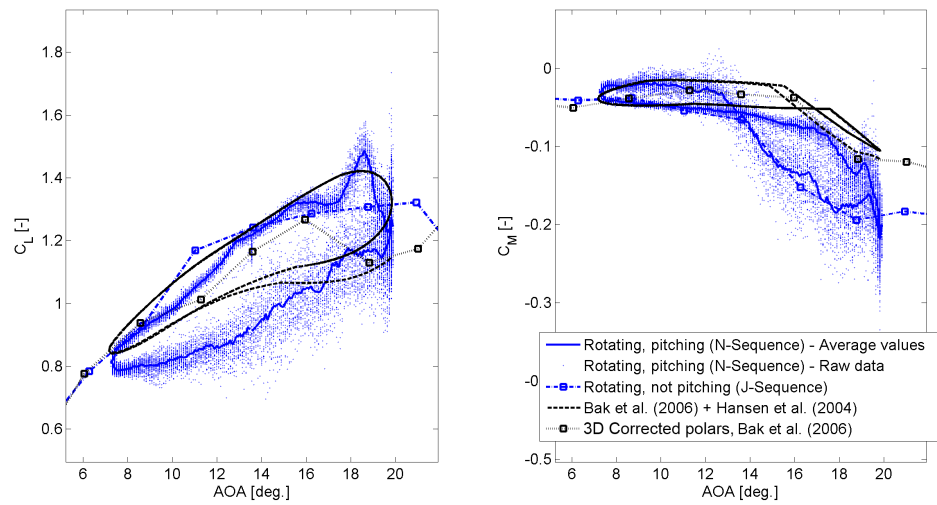 1.8
1.6
1.4
1.2
1
0.8
0.6
C_L [-]
6 8 10 12 14 16 18 20
AOA [deg.]
0
-0.1
-0.2
-0.3
-0
-0.5
C_M [-]
Rotating, pitching (N-Sequence) - Average values
Rotating, pitching (N-Sequence) - Raw data
Rotating, not pitching (J-Sequence)
Bak et al. (2006) + Hansen et al. (2004)
3D Corrected polars, Bak et al. (2006)
6 8 10 12 14 16 18 20
AOA [deg.]